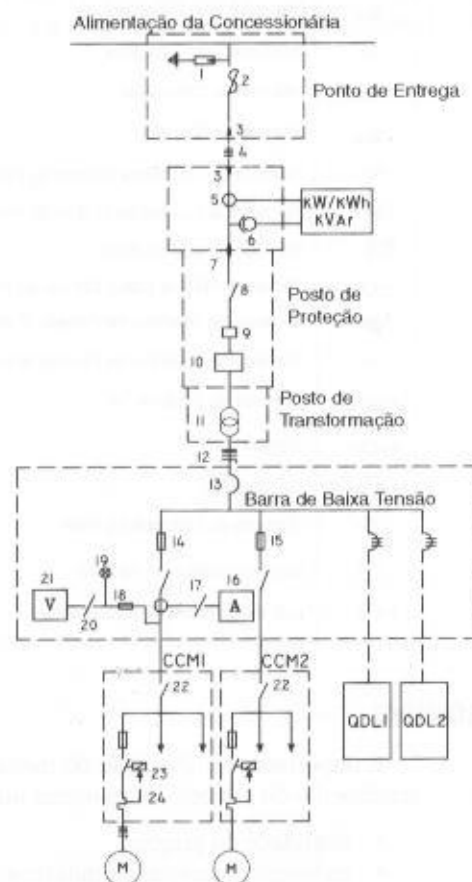 Alimentação da Concessionária
1
2
Ponto de Entrega
3
4
3
5
KW/KWh
KVAr
6
7
8
Posto de
Proteção
9
10
Posto de
Transformação
11
12
13
Barra de Baixa Tensão
14
15
19
21
17
16
18
V
A
20
CCM1
CCM2
22
22
QDL1
QDL2
23
24
M
M